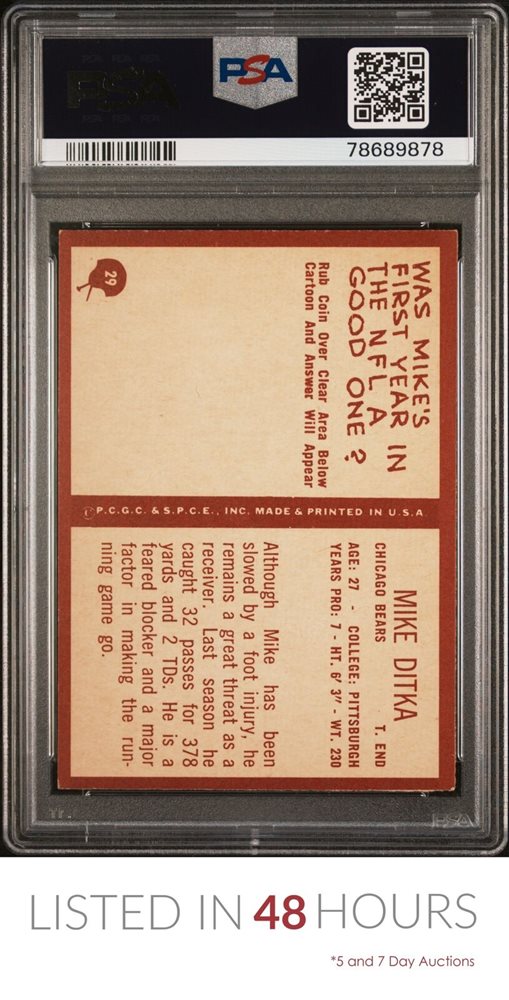 PSA
PSA
78689878
29
WAS MIKE'S
FIRST YEAR IN
THE NFL A
GOOD ONE?
Rub Coin Over Clear Area Below
Cartoon And Answer Will Appear
©P.C.G.C. & S.P.C.E., INC. MADE & PRINTED IN U.S.A.
MIKE DITKA
CHICAGO BEARS T. END
AGE: 27 - COLLEGE: PITTSBURGH
YEARS PRO: 7 - HT. 6' 3" - WT. 230
Although Mike has been
slowed by a foot injury, he
remains a great threat as a
receiver. Last season he
caught 32 passes for 378
yards and 2 TDs. He is a
feared blocker and a major
factor in making the run-
ning game go.
PSA
LISTED IN 48 HOURS
*5 and 7 Day Auctions